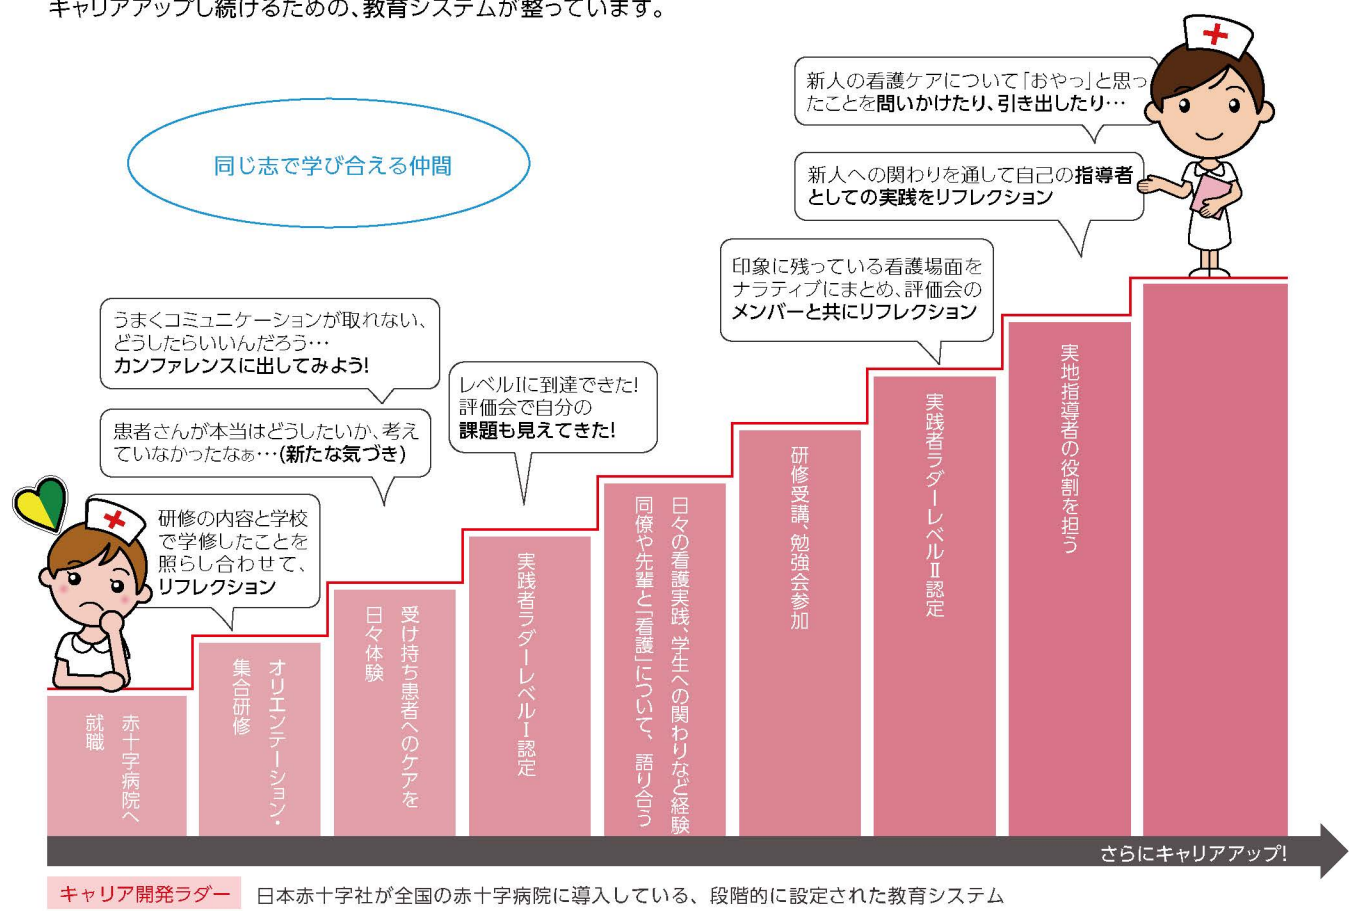 キャリアアップし続けるための、教育システムが整っています。
新人の看護ケアについて「おやっ」と思っ
たことを問いかけたり、引き出したり…
同じ志で学び合える仲間
新人への関わりを通して自己の指導者
としての実践をリフレクション
印象に残っている看護場面を
ナラティブにまとめ、評価会の
メンバーと共にリフレクション
うまくコミュニケーションが取れない、
どうしたらいいんだろう…
カンファレンスに出してみよう!
レベルIに到達できた!
評価会で自分の
課題も見えてきた!
患者さんが本当はどうしたいか、考え
ていなかったなぁ…(新たな気づき)
研修の内容と学校
で学修したことを
照らし合わせて、
リフレクション
赤十字病院へ
就職
オリエンテーション・
集合研修
受け持ち患者へのケアを
日々体験
実践者ラダーレベルⅠ認定
日々の看護実践、学生への関わりなど経験
同僚や先輩と「看護」について、語り合う
研修受講、勉強会参加
実践者ラダーレベルⅡ認定
実地指導者の役割を担う
さらにキャリアアップ!
キャリア開発ラダー
日本赤十字社が全国の赤十字病院に導入している、段階的に設定された教育システム